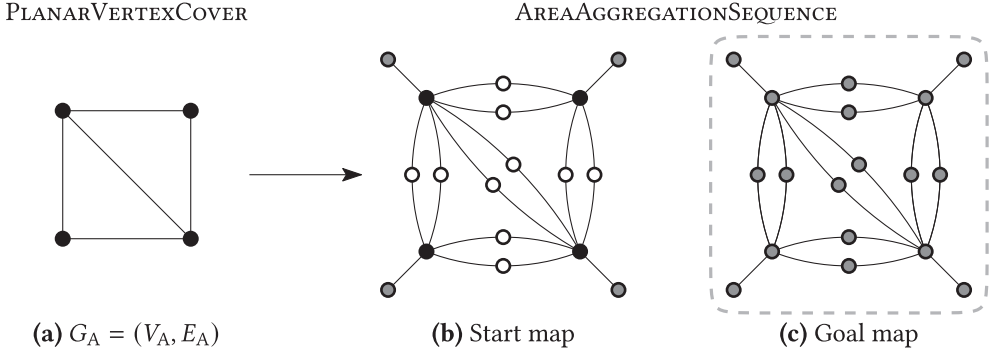 PLANARVERTEXCOVER AREAAGGREGATIONSEQUENCE
(a) G_A = (V_A, E_A) (b) Start map (c) Goal map